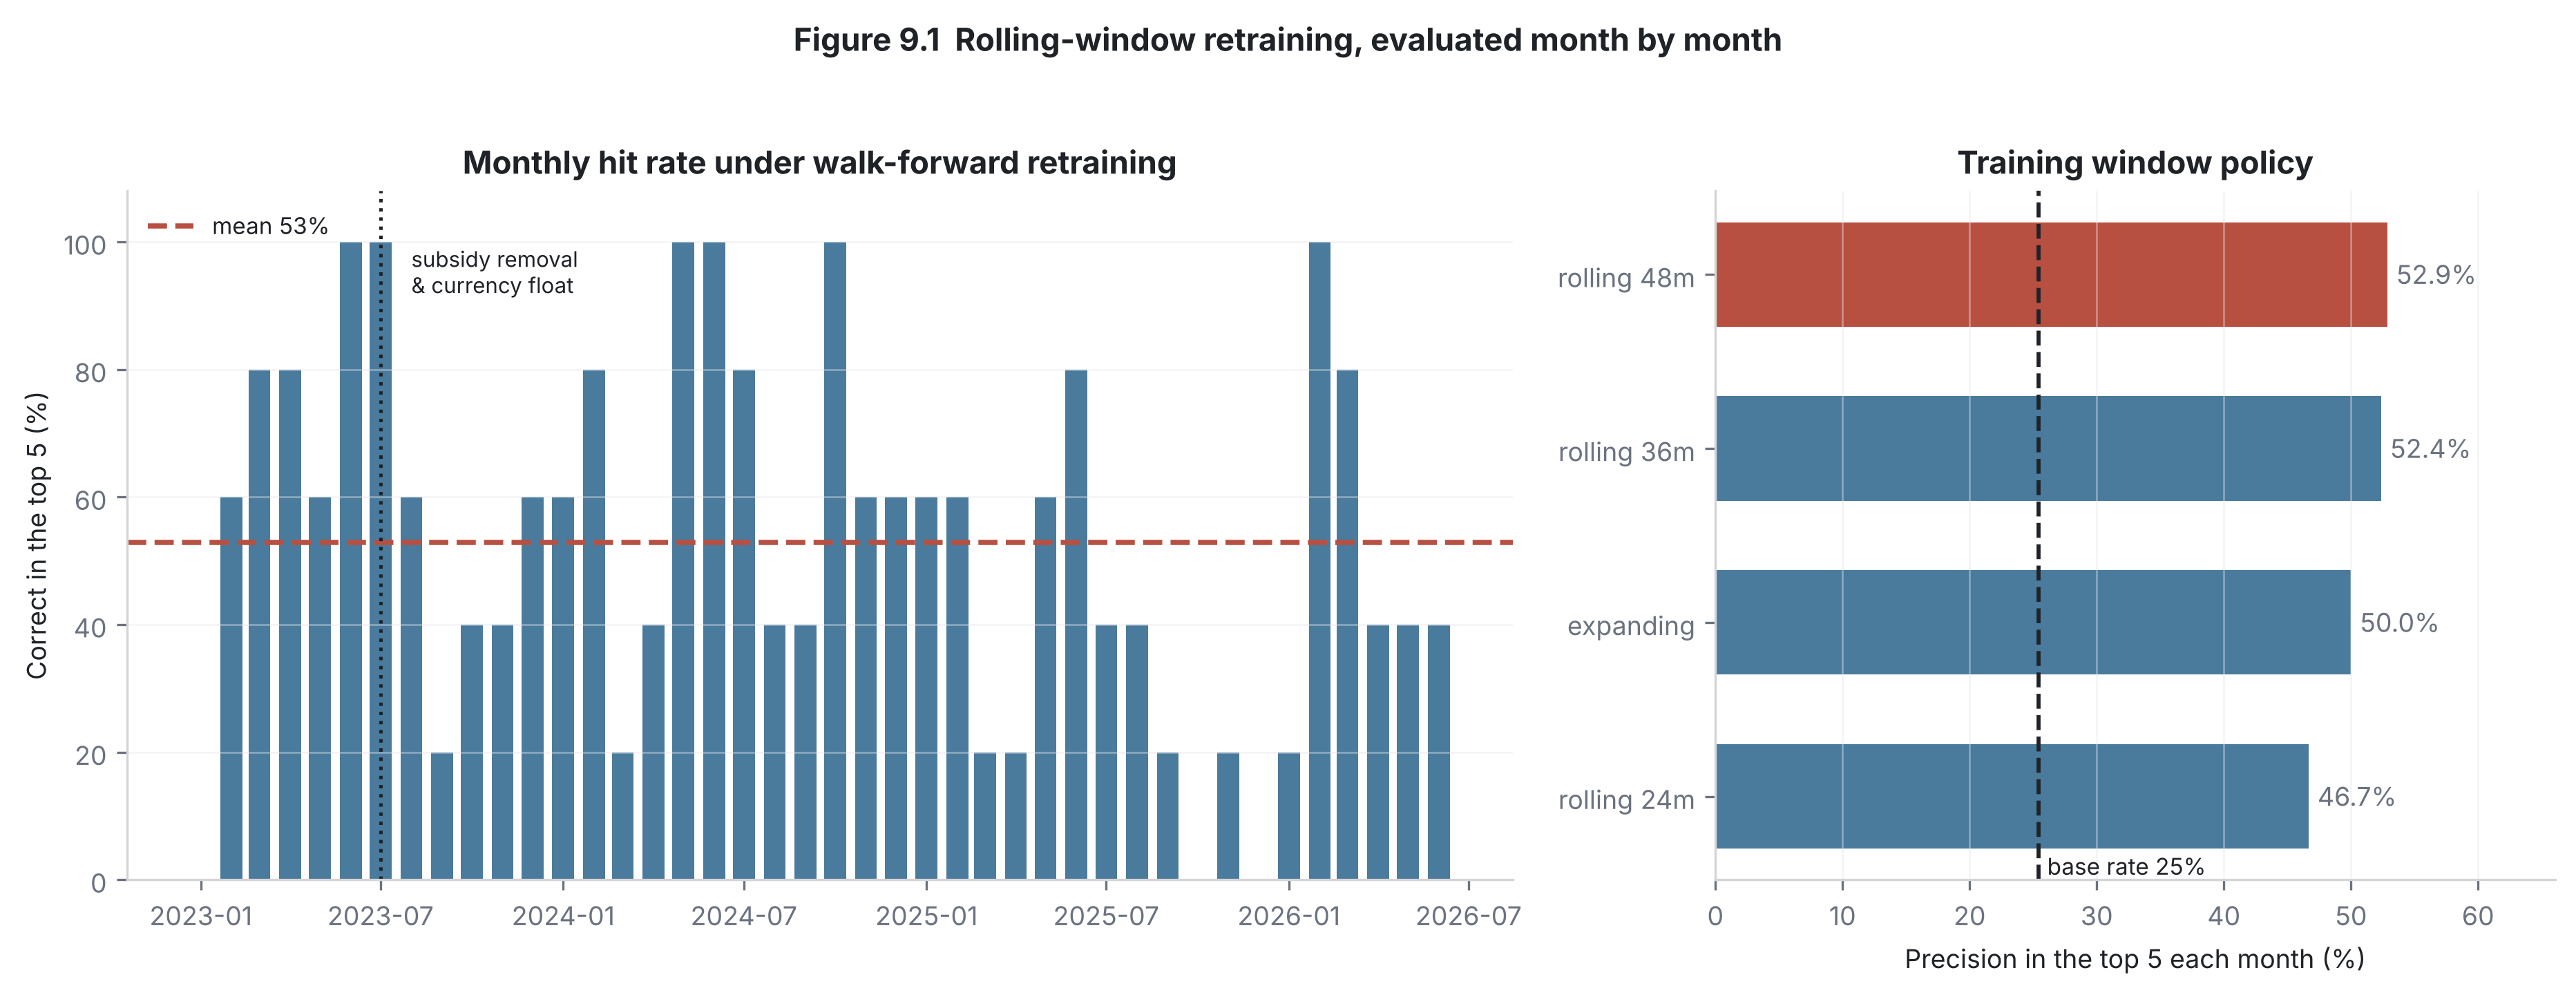 Figure 9.1 Rolling-window retraining, evaluated month by month
Monthly hit rate under walk-forward retraining
mean 53%
subsidy removal
& currency float
Correct in the top 5 (%)
100
80
60
40
20
0
2023-01
2023-07
2024-01
2024-07
2025-01
2025-07
2026-01
2026-07
Training window policy
rolling 48m
52.9%
rolling 36m
52.4%
expanding
50.0%
rolling 24m
46.7%
base rate 25%
0
10
20
30
40
50
60
Precision in the top 5 each month (%)